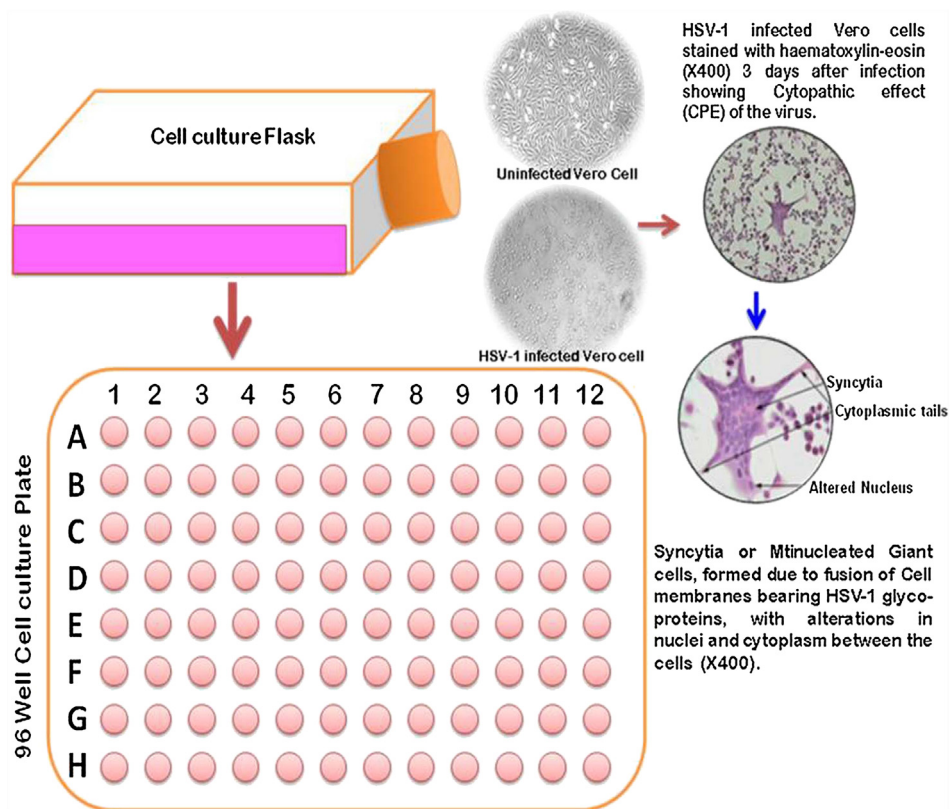 Cell culture Flask
Uninfected Vero Cell
HSV-1 infected Vero cell
HSV-1 infected Vero cells
stained with haematoxylin-eosin
(X400) 3 days after infection
showing Cytopathic effect
(CPE) of the virus.
Syncytia
Cytoplasmic tails
Altered Nucleus
Syncytia or Mtinucleated Giant
cells, formed due to fusion of Cell
membranes bearing HSV-1 glyco-
proteins, with alterations in
nuclei and cytoplasm between the
cells (X400).
96 Well Cell culture Plate
1 2 3 4 5 6 7 8 9 10 11 12
A
B
C
D
E
F
G
H